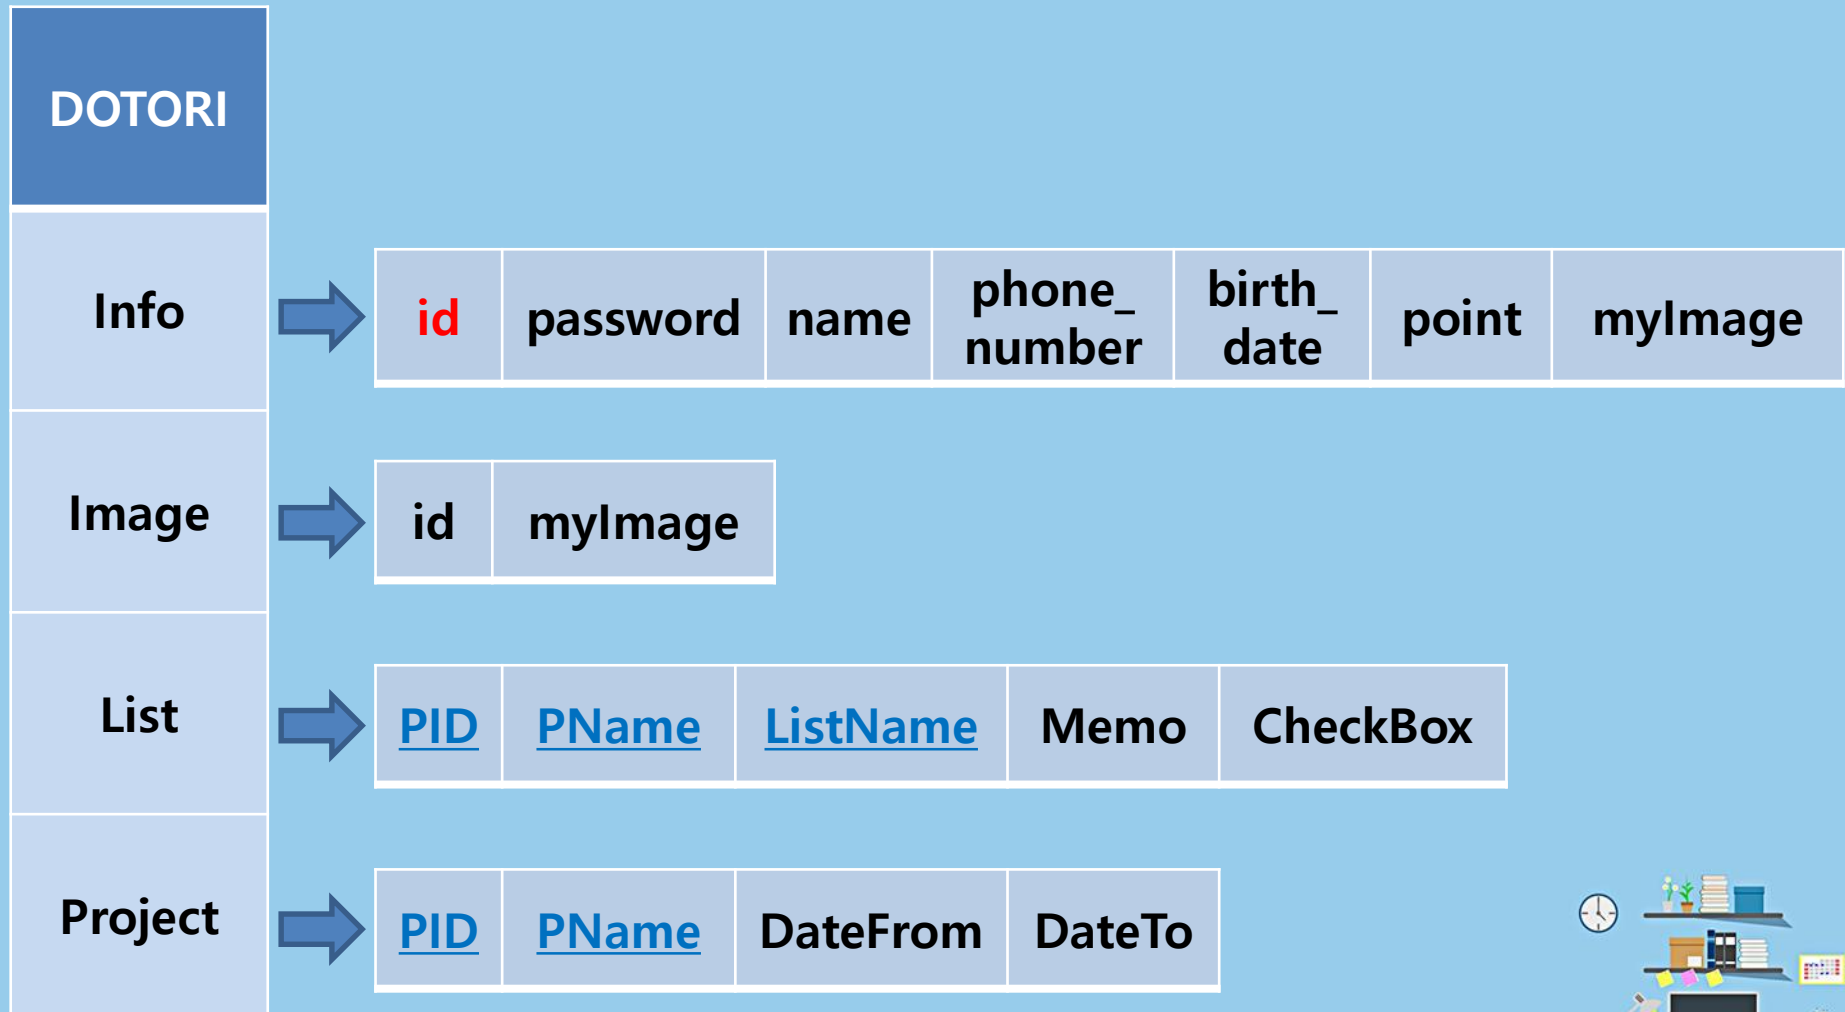 DOTORI
Info
id
password
name
phone_
number
birth_
date
point
myImage
Image
id
myImage
List
PID
PName
ListName
Memo
CheckBox
Project
PID
PName
DateFrom
DateTo